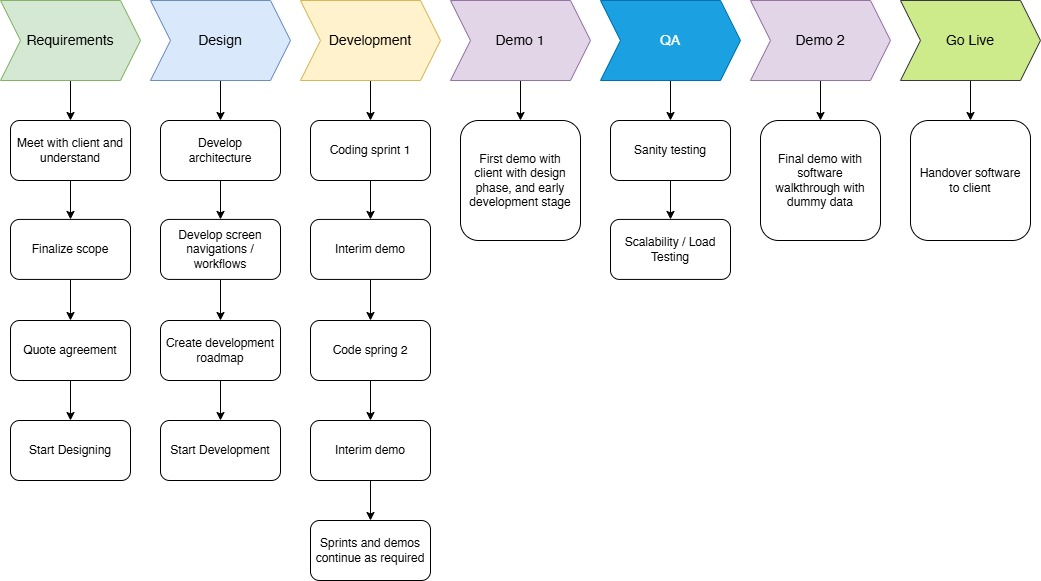 Requirements
Design
Development
Demo 1
QA
Demo 2
Go Live
Meet with client and
understand
Finalize scope
Quote agreement
Start Designing
Develop
architecture
Develop screen
navigations /
workflows
Create development
roadmap
Start Development
Coding sprint 1
Interim demo
Code spring 2
Interim demo
Sprints and demos
continue as required
First demo with
client with design
phase, and early
development stage
Sanity testing
Scalability / Load
Testing
Final demo with
software
walkthrough with
dummy data
Handover software
to client